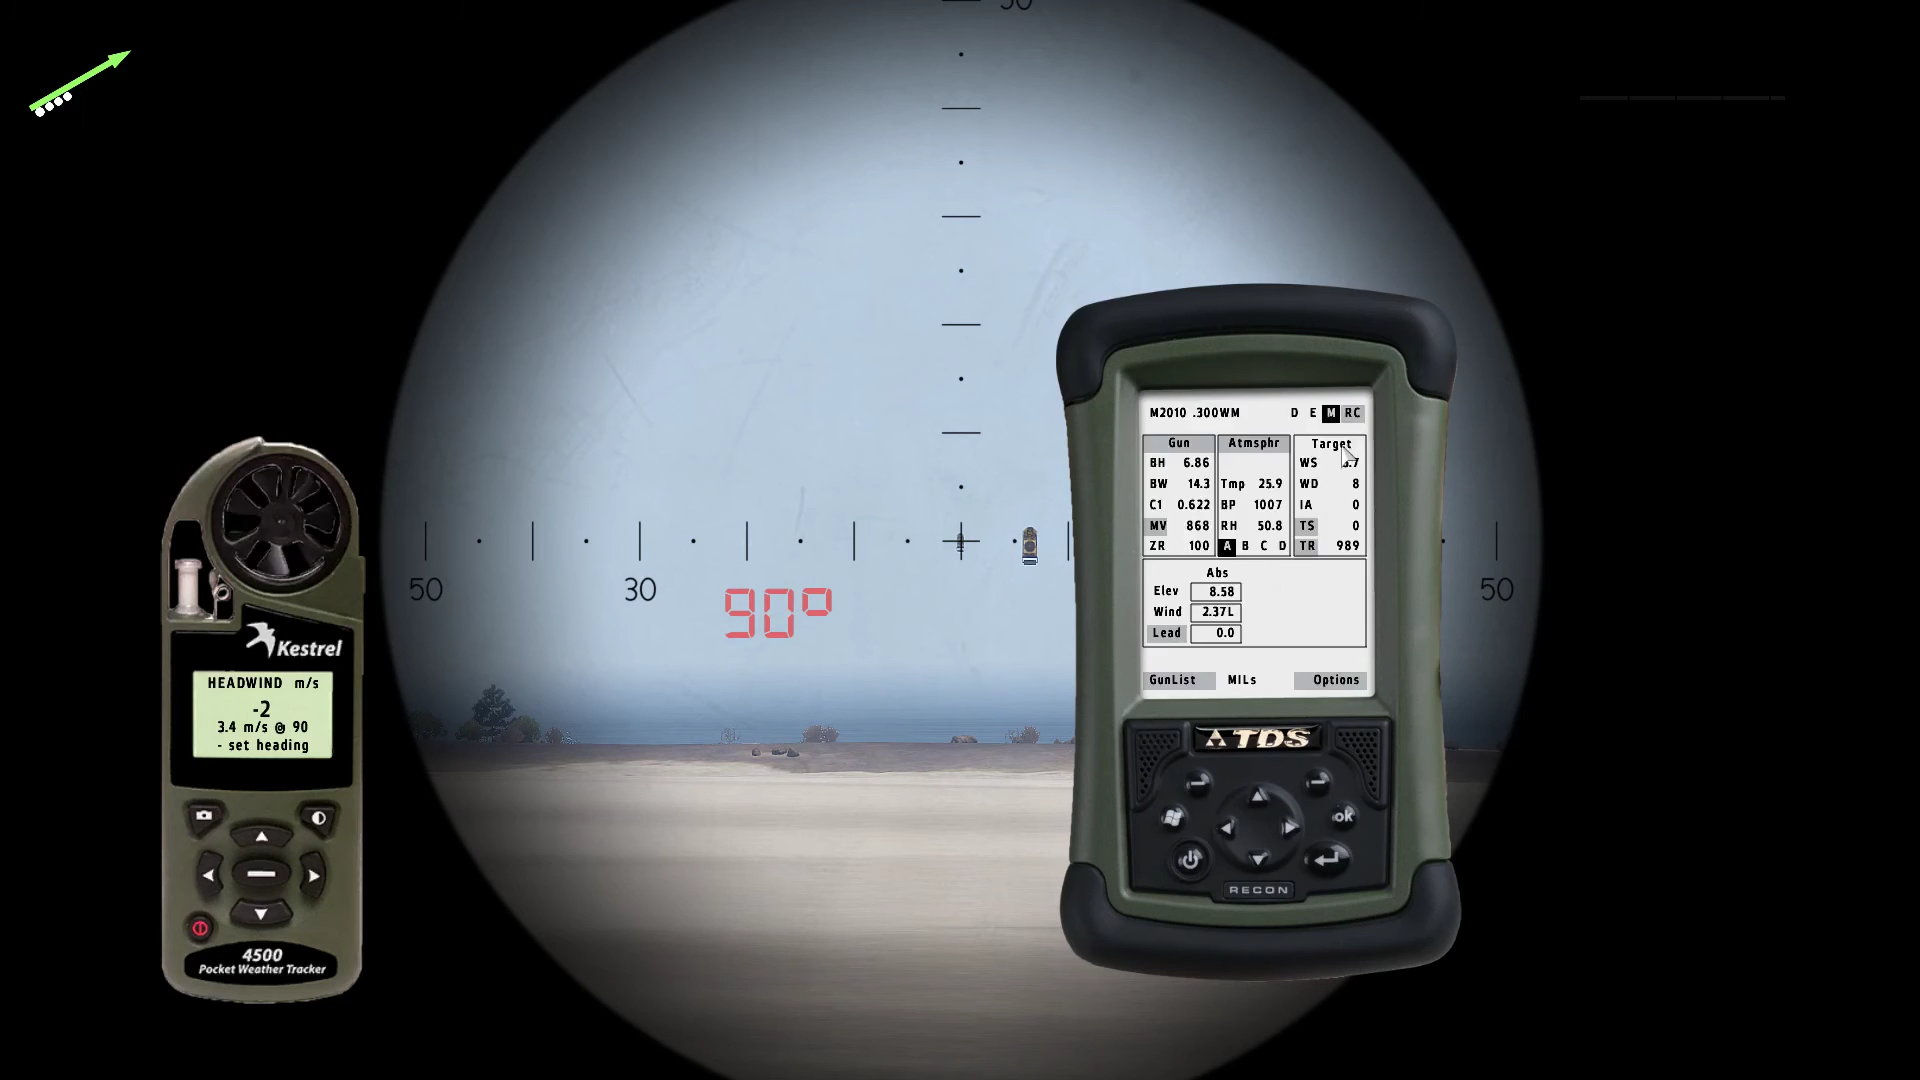 50
50
30
50
90°
Kestrel
HEADWIND m/s
-2
3.4 m/s @ 90
- set heading
4500
Pocket Weather Tracker
M2010 .300WM D E M RC
Gun Atmsphr Target
BH 6.86 WS
BW 14.3 Tmp 25.9 WD 8
C1 0.622 BP 1007 IA 0
MV 868 RH 50.8 TS 0
ZR 100 A B C D TR 989
Abs
Elev 8.58
Wind 2.37L
Lead 0.0
GunList MILs Options
TDS
ok
RECON